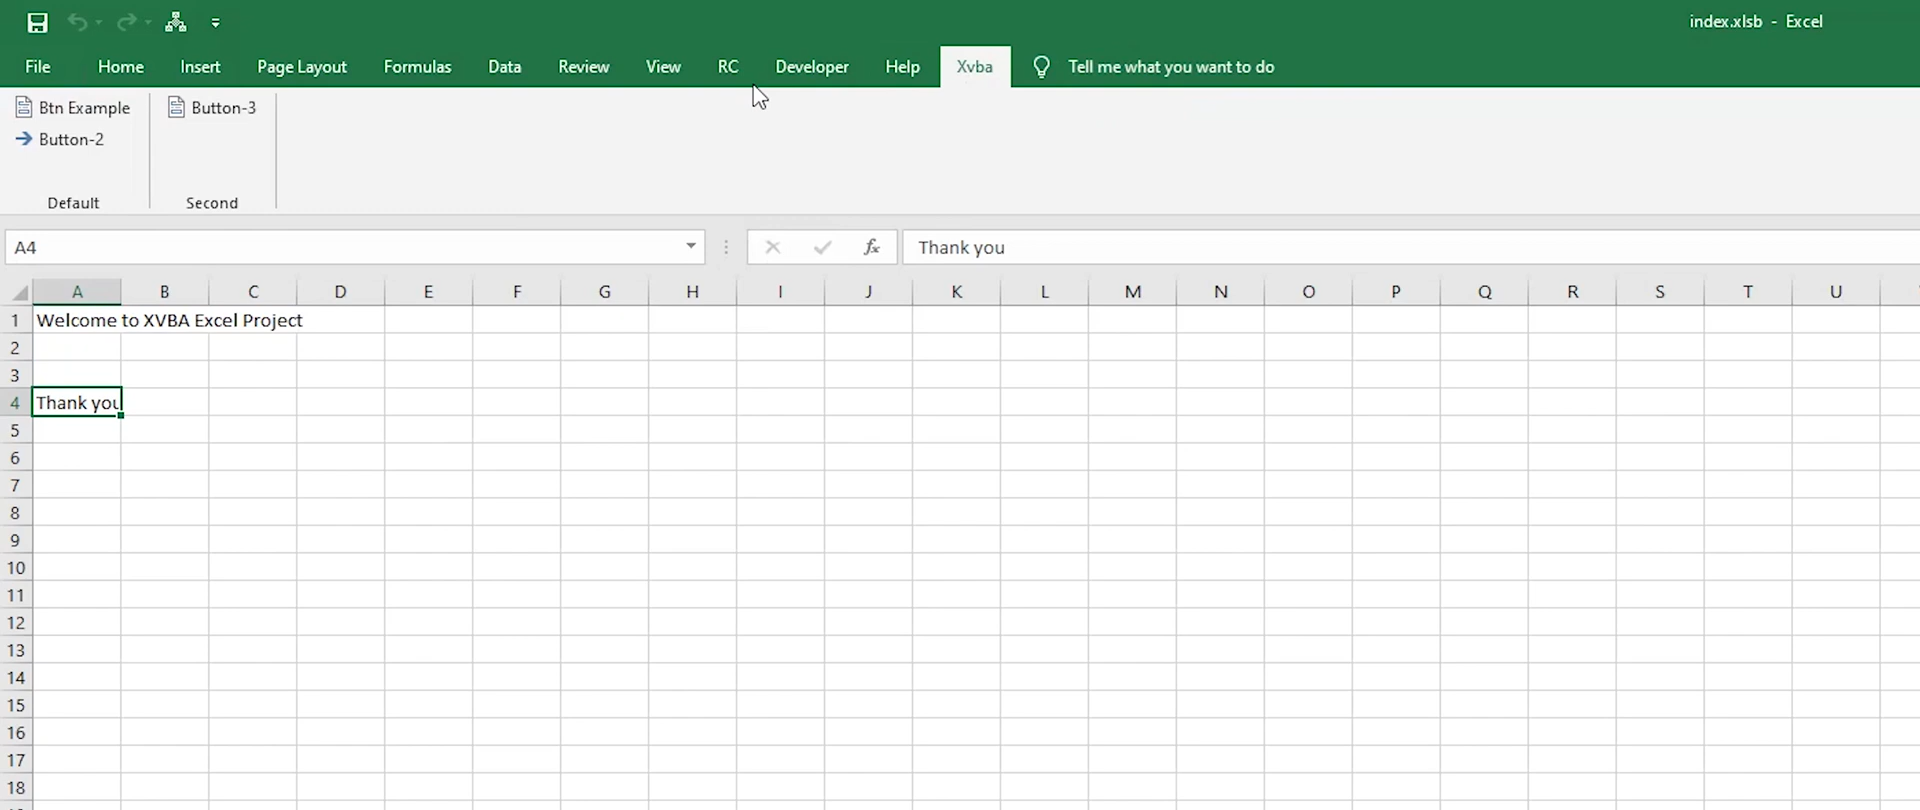 index.xlsb - Excel
File Home Insert Page Layout Formulas Data Review View RC Developer Help Xvba Tell me what you want to do
Btn Example Button-3
Button-2
Default Second
A4 fx Thank you
A B C D E F G H I J K L M N O P Q R S T U
1 Welcome to XVBA Excel Project
2
3
4 Thank you
5
6
7
8
9
10
11
12
13
14
15
16
17
18